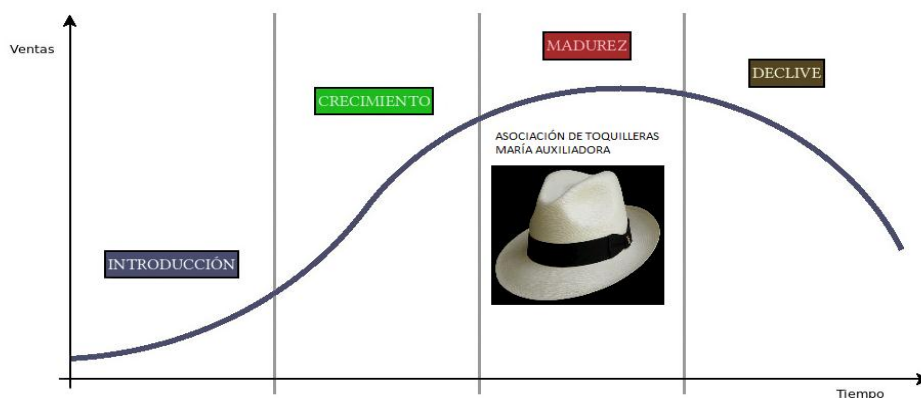 MADUREZ
Ventas
DECLIVE
CRECIMIENTO
ASOCIACIÓN DE TOQUILLERAS
MARÍA AUXILIADORA
INTRODUCCIÓN
Tiempo